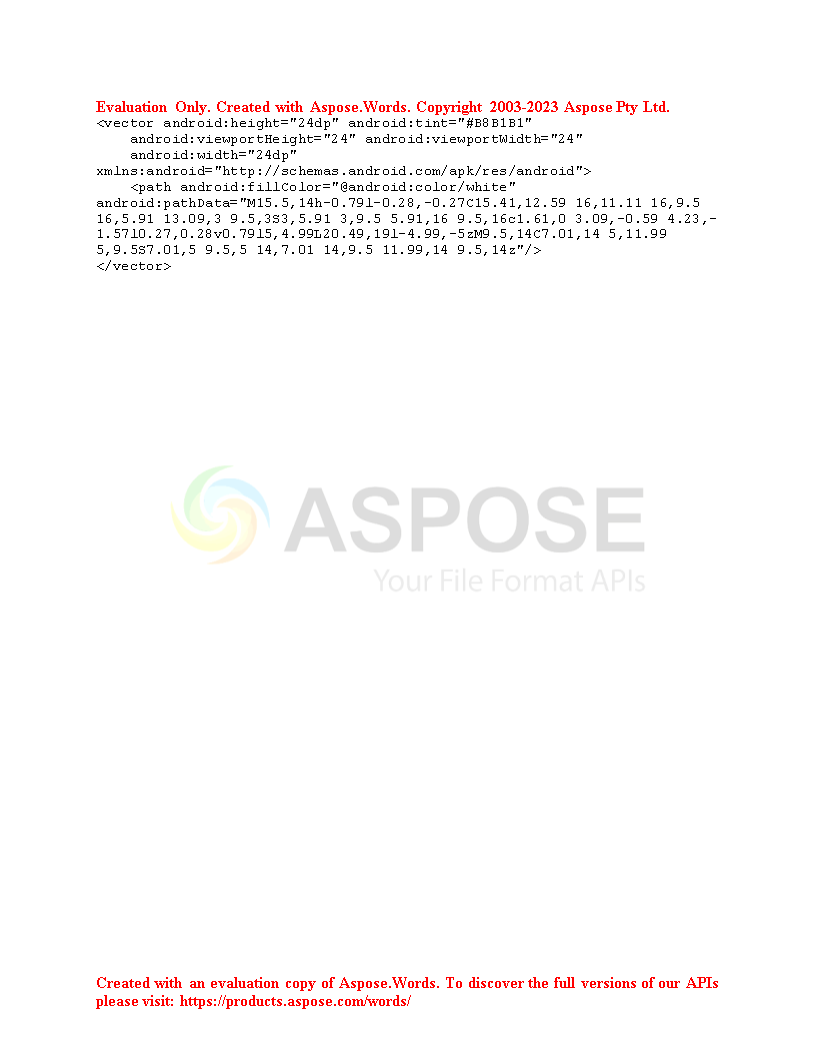 Evaluation Only. Created with Aspose.Words. Copyright 2003-2023 Aspose Pty Ltd.
<vector android:height="24dp" android:tint="#B8B1B1"
    android:viewportHeight="24" android:viewportWidth="24"
    android:width="24dp"
xmlns:android="http://schemas.android.com/apk/res/android">
    <path android:fillColor="@android:color/white"
android:pathData="M15.5,14h-0.79l-0.28,-0.27C15.41,12.59 16,11.11 16,9.5
16,5.91 13.09,3 9.5,3S3,5.91 3,9.5 5.91,16 9.5,16c1.61,0 3.09,-0.59 4.23,-
1.57l0.27,0.28v0.79l5,4.99L20.49,19l-4.99,-5zM9.5,14C7.01,14 5,11.99
5,9.5S7.01,5 9.5,5 14,7.01 14,9.5 11.99,14 9.5,14z"/>
</vector>
ASPOSE
Your File Format APIs
Created with an evaluation copy of Aspose.Words. To discover the full versions of our APIs
please visit: https://products.aspose.com/words/